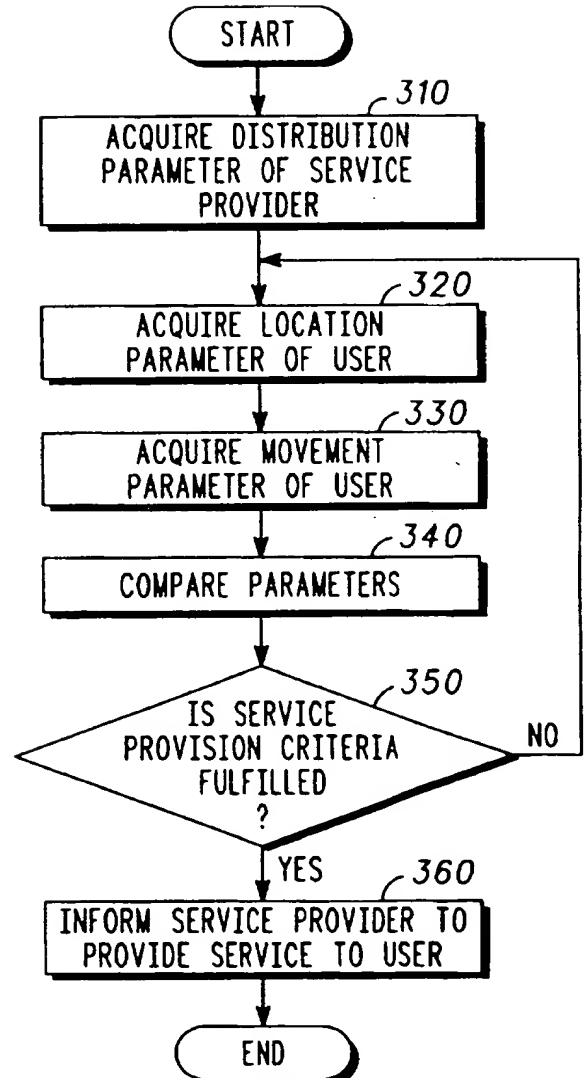 START
310
ACQUIRE DISTRIBUTION
PARAMETER OF SERVICE
PROVIDER
320
ACQUIRE LOCATION
PARAMETER OF USER
330
ACQUIRE MOVEMENT
PARAMETER OF USER
340
COMPARE PARAMETERS
350
IS SERVICE
PROVISION CRITERIA
FULFILLED
?
NO
YES
360
INFORM SERVICE PROVIDER TO
PROVIDE SERVICE TO USER
END